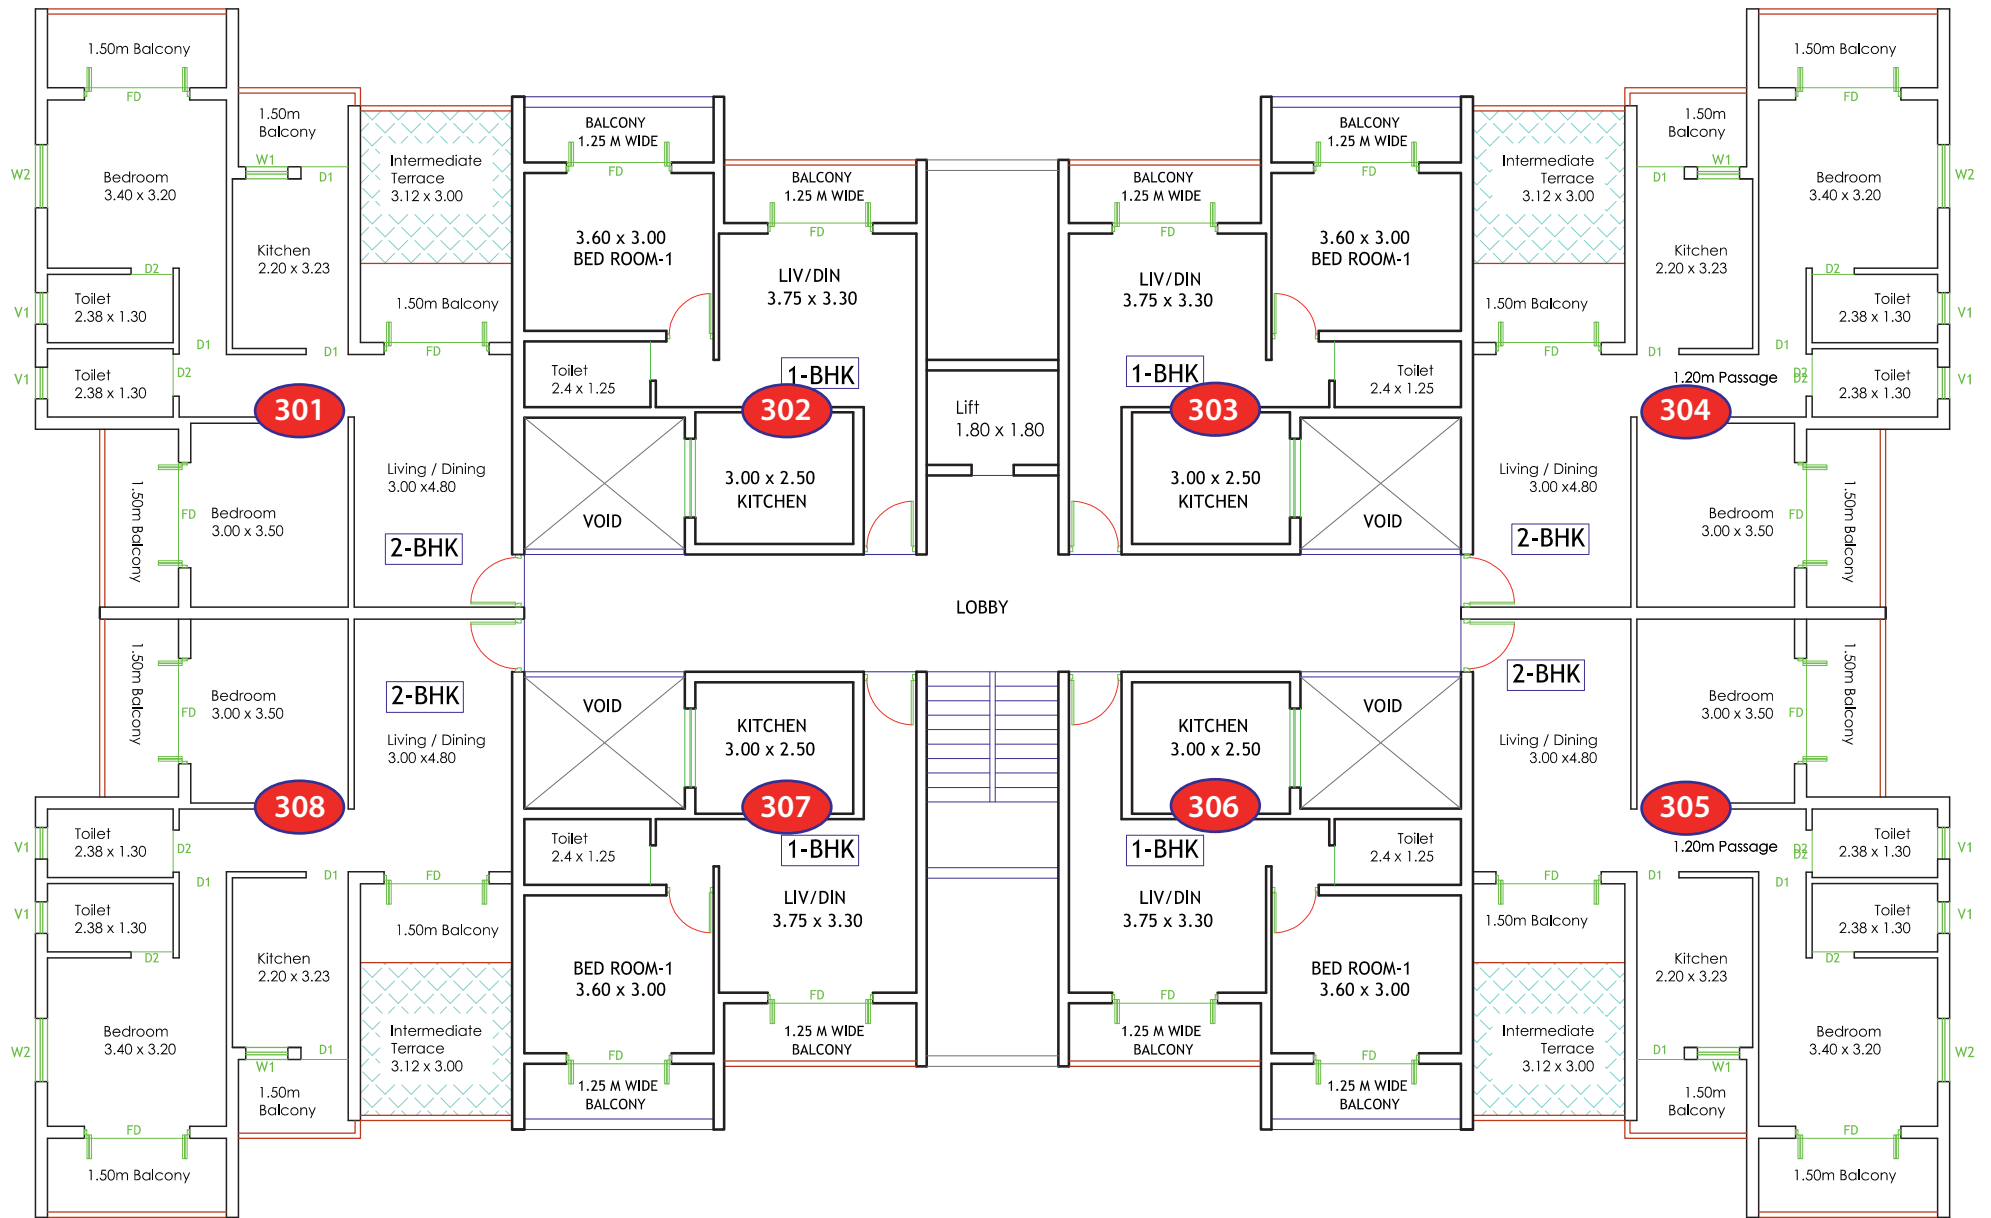 1.50m Balcony
FD
1.50m
Balcony
W1
D1
W2
Bedroom
3.40 x 3.20
Intermediate
Terrace
3.12 x 3.00
Kitchen
2.20 x 3.23
D2
Toilet
2.38 x 1.30
V1
1.50m Balcony
FD
D1
D1
V1
Toilet
2.38 x 1.30
D2
301
Living / Dining
3.00 x4.80
1.50m Balcony
FD
Bedroom
3.00 x 3.50
2-BHK
BALCONY
1.25 M WIDE
FD
3.60 x 3.00
BED ROOM-1
BALCONY
1.25 M WIDE
FD
LIV/DIN
3.75 x 3.30
Toilet
2.4 x 1.25
1-BHK
302
3.00 x 2.50
KITCHEN
VOID
Lift
1.80 x 1.80
BALCONY
1.25 M WIDE
FD
LIV/DIN
3.75 x 3.30
BALCONY
1.25 M WIDE
FD
3.60 x 3.00
BED ROOM-1
1-BHK
303
Toilet
2.4 x 1.25
3.00 x 2.50
KITCHEN
VOID
1.50m Balcony
FD
1.50m
Balcony
W1
D1
Intermediate
Terrace
3.12 x 3.00
Bedroom
3.40 x 3.20
W2
Kitchen
2.20 x 3.23
D2
Toilet
2.38 x 1.30
V1
1.50m Balcony
FD
D1
D1
1.20m Passage
D2
D2
Toilet
2.38 x 1.30
V1
304
Living / Dining
3.00 x4.80
Bedroom
3.00 x 3.50
FD
1.50m Balcony
2-BHK
LOBBY
1.50m Balcony
FD
Bedroom
3.00 x 3.50
2-BHK
Living / Dining
3.00 x4.80
308
Toilet
2.38 x 1.30
V1
D2
D1
D1
FD
V1
Toilet
2.38 x 1.30
D2
1.50m Balcony
Kitchen
2.20 x 3.23
W2
Bedroom
3.40 x 3.20
Intermediate
Terrace
3.12 x 3.00
D1
W1
1.50m
Balcony
FD
1.50m Balcony
VOID
KITCHEN
3.00 x 2.50
307
Toilet
2.4 x 1.25
1-BHK
LIV/DIN
3.75 x 3.30
BED ROOM-1
3.60 x 3.00
FD
1.25 M WIDE
BALCONY
FD
1.25 M WIDE
BALCONY
KITCHEN
3.00 x 2.50
VOID
306
1-BHK
Toilet
2.4 x 1.25
LIV/DIN
3.75 x 3.30
BED ROOM-1
3.60 x 3.00
FD
1.25 M WIDE
BALCONY
FD
1.25 M WIDE
BALCONY
2-BHK
Bedroom
3.00 x 3.50
FD
1.50m Balcony
Living / Dining
3.00 x4.80
305
1.20m Passage
D2
D2
Toilet
2.38 x 1.30
V1
FD
D1
D1
1.50m Balcony
Toilet
2.38 x 1.30
V1
D2
Kitchen
2.20 x 3.23
Intermediate
Terrace
3.12 x 3.00
Bedroom
3.40 x 3.20
W2
D1
W1
1.50m
Balcony
FD
1.50m Balcony